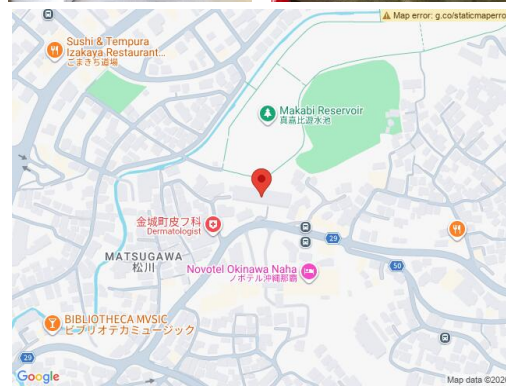 Map error: g.co/staticmaperro
Sushi & Tempura
Izakaya Restaurant...
こまきち道場
Makabi Reservoir
真嘉比遊水池
金城町皮フ科
Dermatologist
29
50
MATSUGAWA
松川
Novotel Okinawa Naha
ノボテル沖縄那覇
BIBLIOTHECA MVSIC
ビブリオテカミュージック
29
Google
Map data ©2026